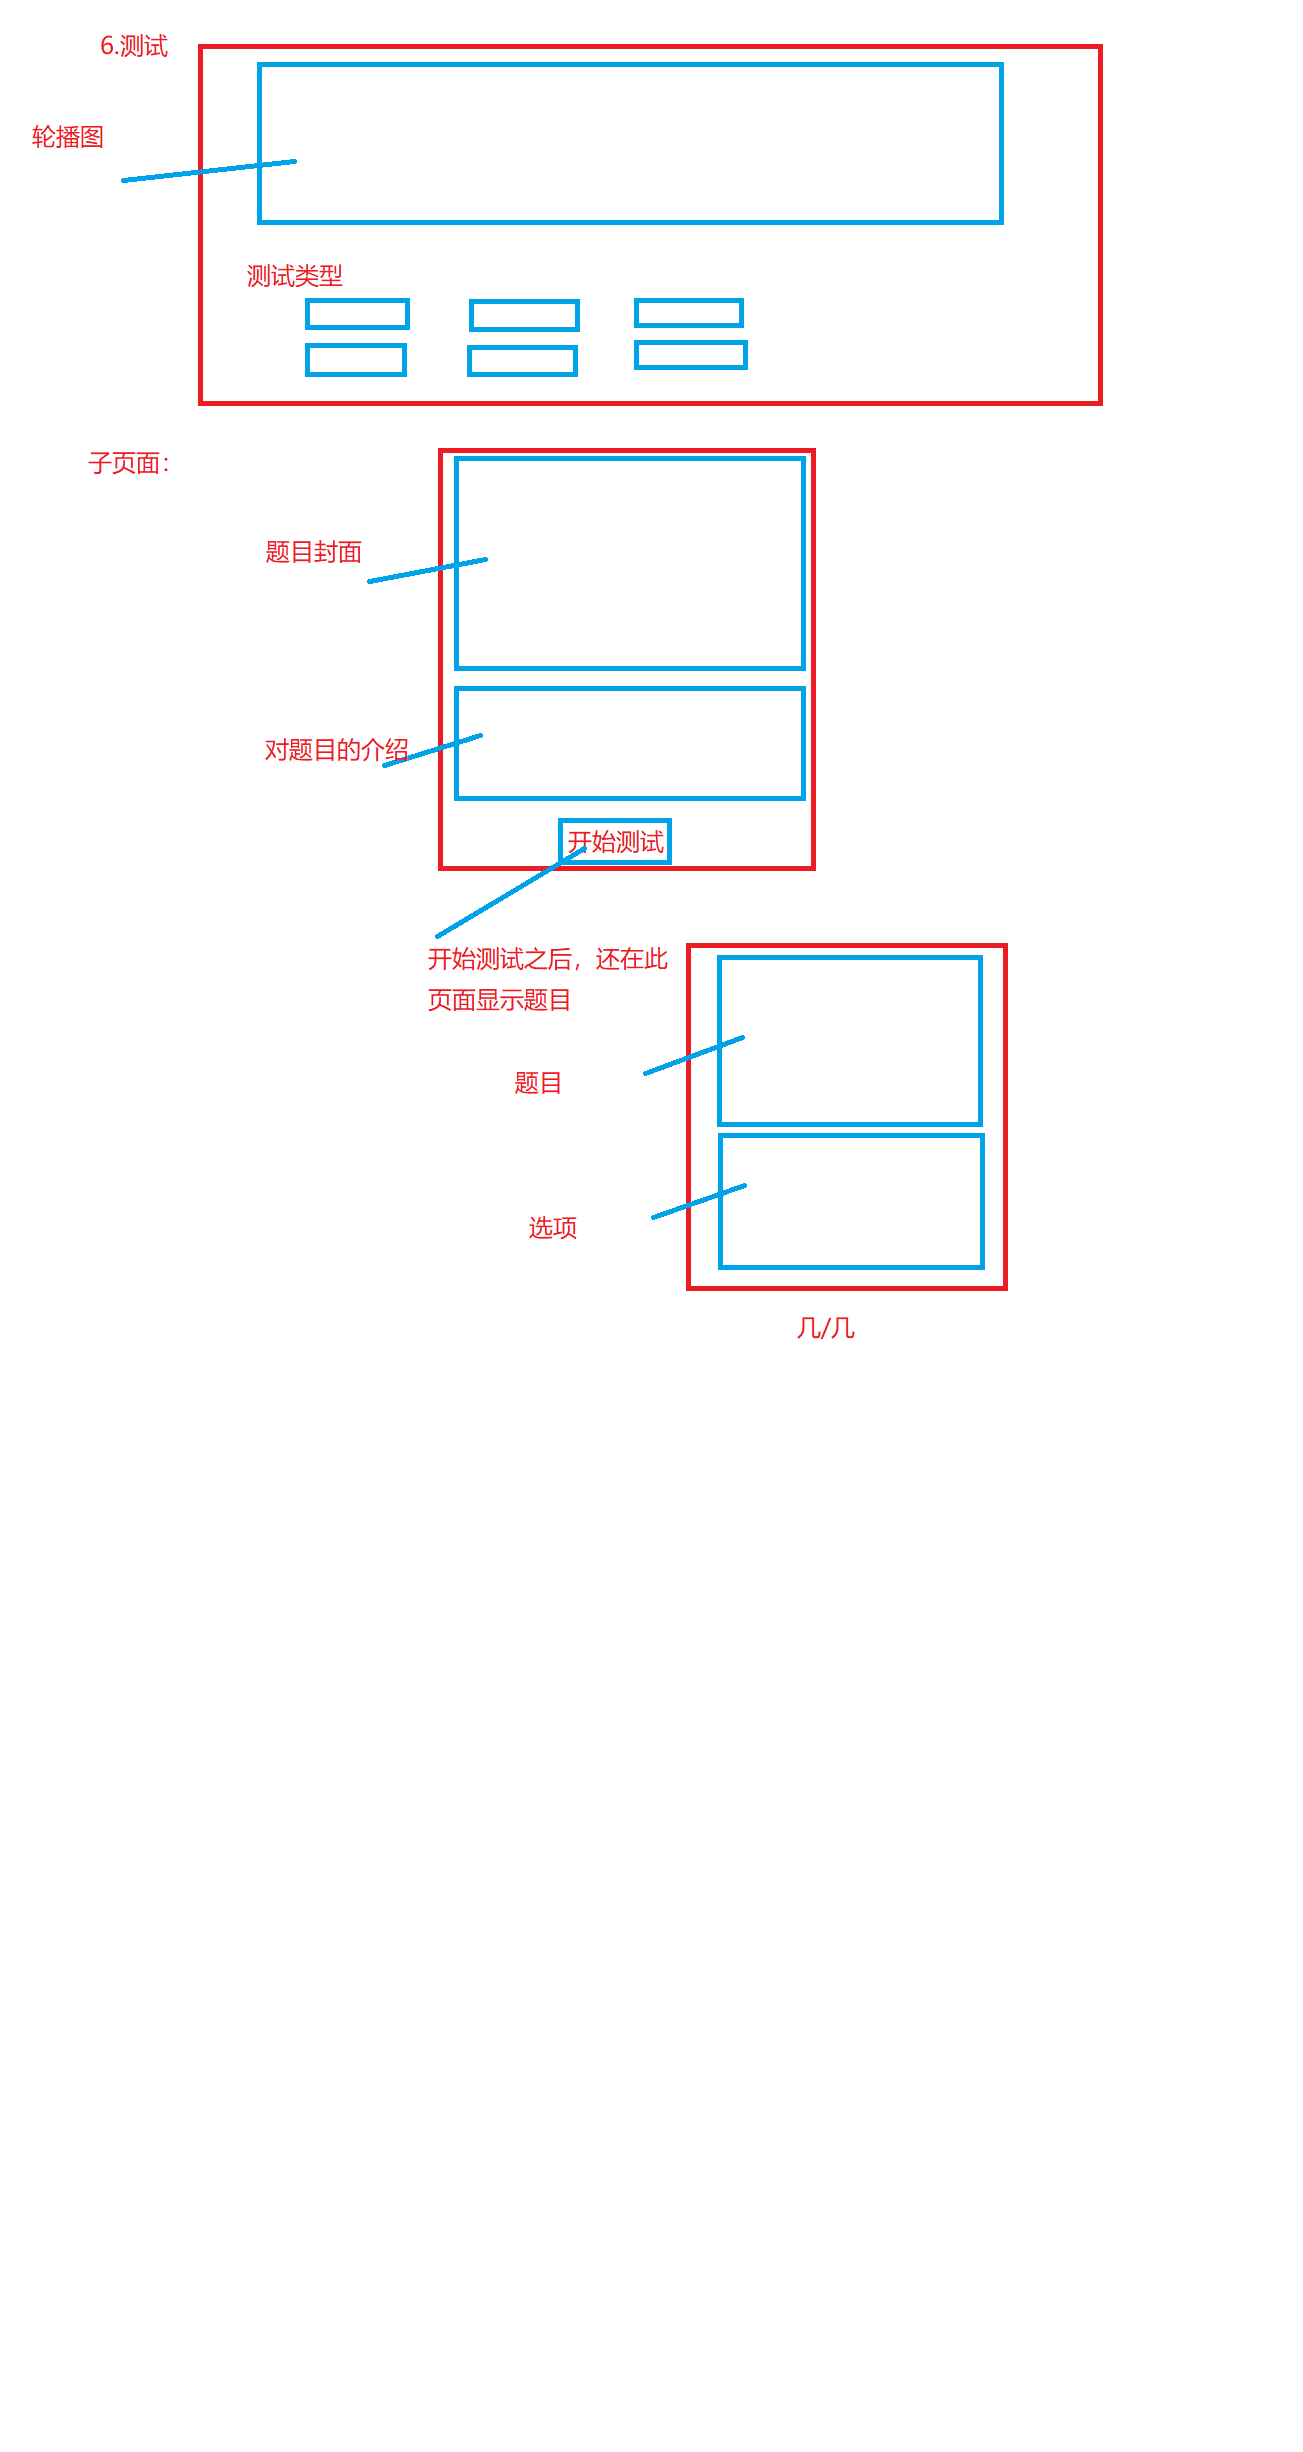 6.测试
轮播图
测试类型
子页面：
题目封面
对题目的介绍
开始测试
开始测试之后，还在此
页面显示题目
题目
选项
几/几